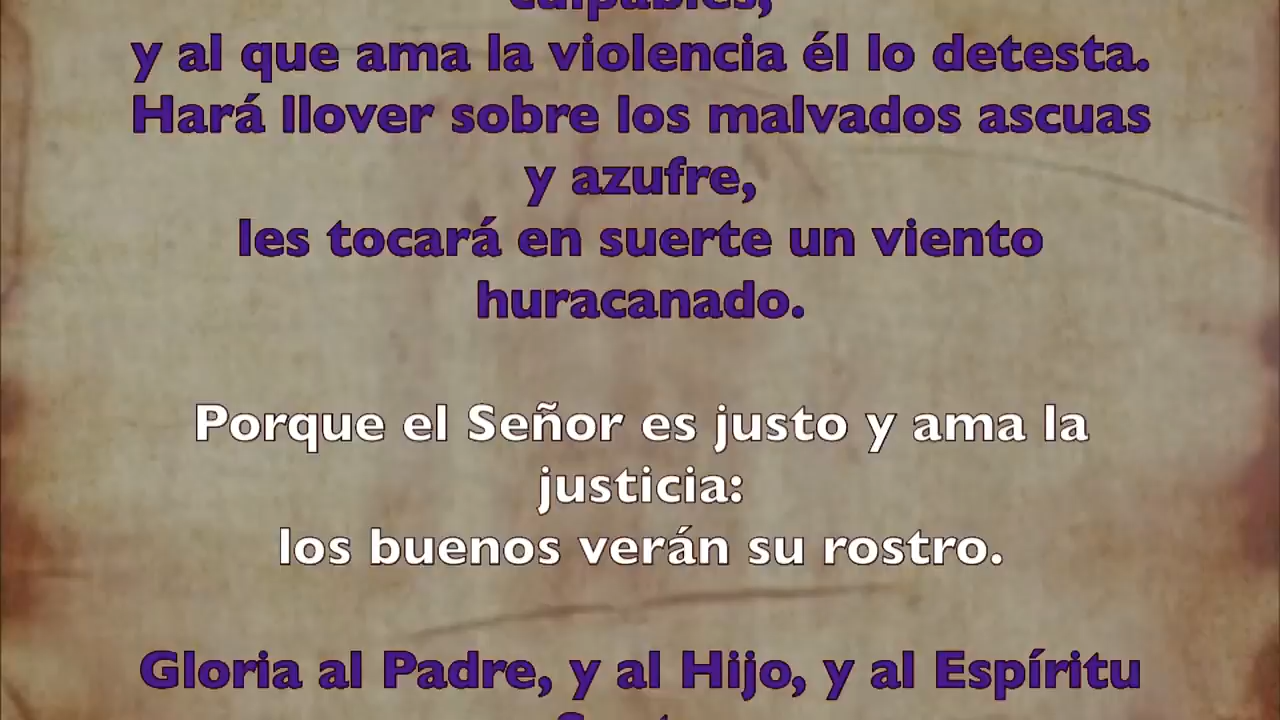 culpables,
y al que ama la violencia él lo detesta.
Hará llover sobre los malvados ascuas
y azufre,
les tocará en suerte un viento
huracanado.
Porque el Señor es justo y ama la
justicia:
los buenos verán su rostro.
Gloria al Padre, y al Hijo, y al Espíritu